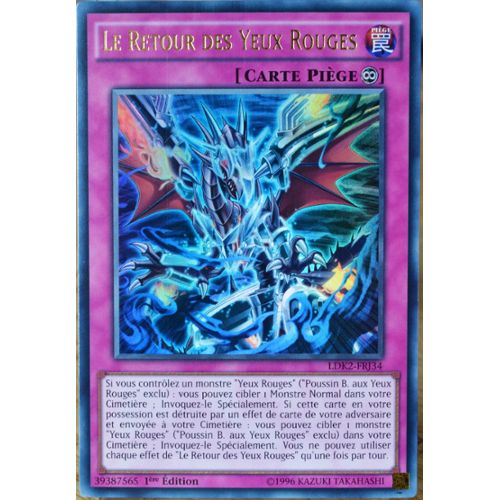 Le Retour des Yeux Rouges
PIÈGE
罠
[Carte Piège]
LDK2-FRJ34
Si vous contrôlez un monstre "Yeux Rouges" ("Poussin B. aux Yeux
Rouges" exclu) : vous pouvez cibler 1 Monstre Normal dans votre
Cimetière ; Invoquez-le Spécialement. Si cette carte en votre
possession est détruite par un effet de carte de votre adversaire
et envoyée à votre Cimetière : vous pouvez cibler 1 monstre
"Yeux Rouges" ("Poussin B. aux Yeux Rouges" exclu) dans votre
Cimetière ; Invoquez-le Spécialement. Vous ne pouvez utiliser
chaque effet de "Le Retour des Yeux Rouges" qu'une fois par tour.
39387565 1ère Édition ©1996 KAZUKI TAKAHASHI